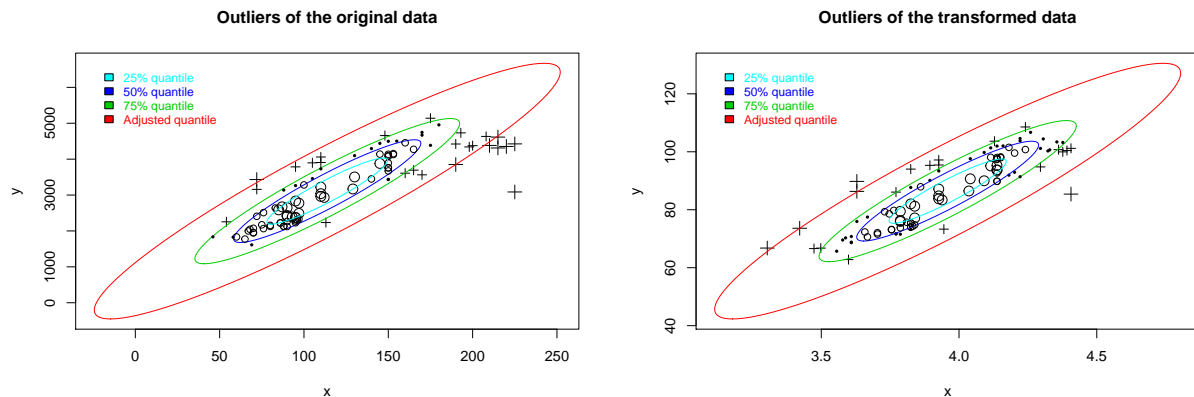 Outliers of the original data
25% quantile
50% quantile
75% quantile
Adjusted quantile
y
0
1000
3000
5000
0
50
100
150
200
250
x
Outliers of the transformed data
25% quantile
50% quantile
75% quantile
Adjusted quantile
y
40
60
80
100
120
3.5
4.0
4.5
x